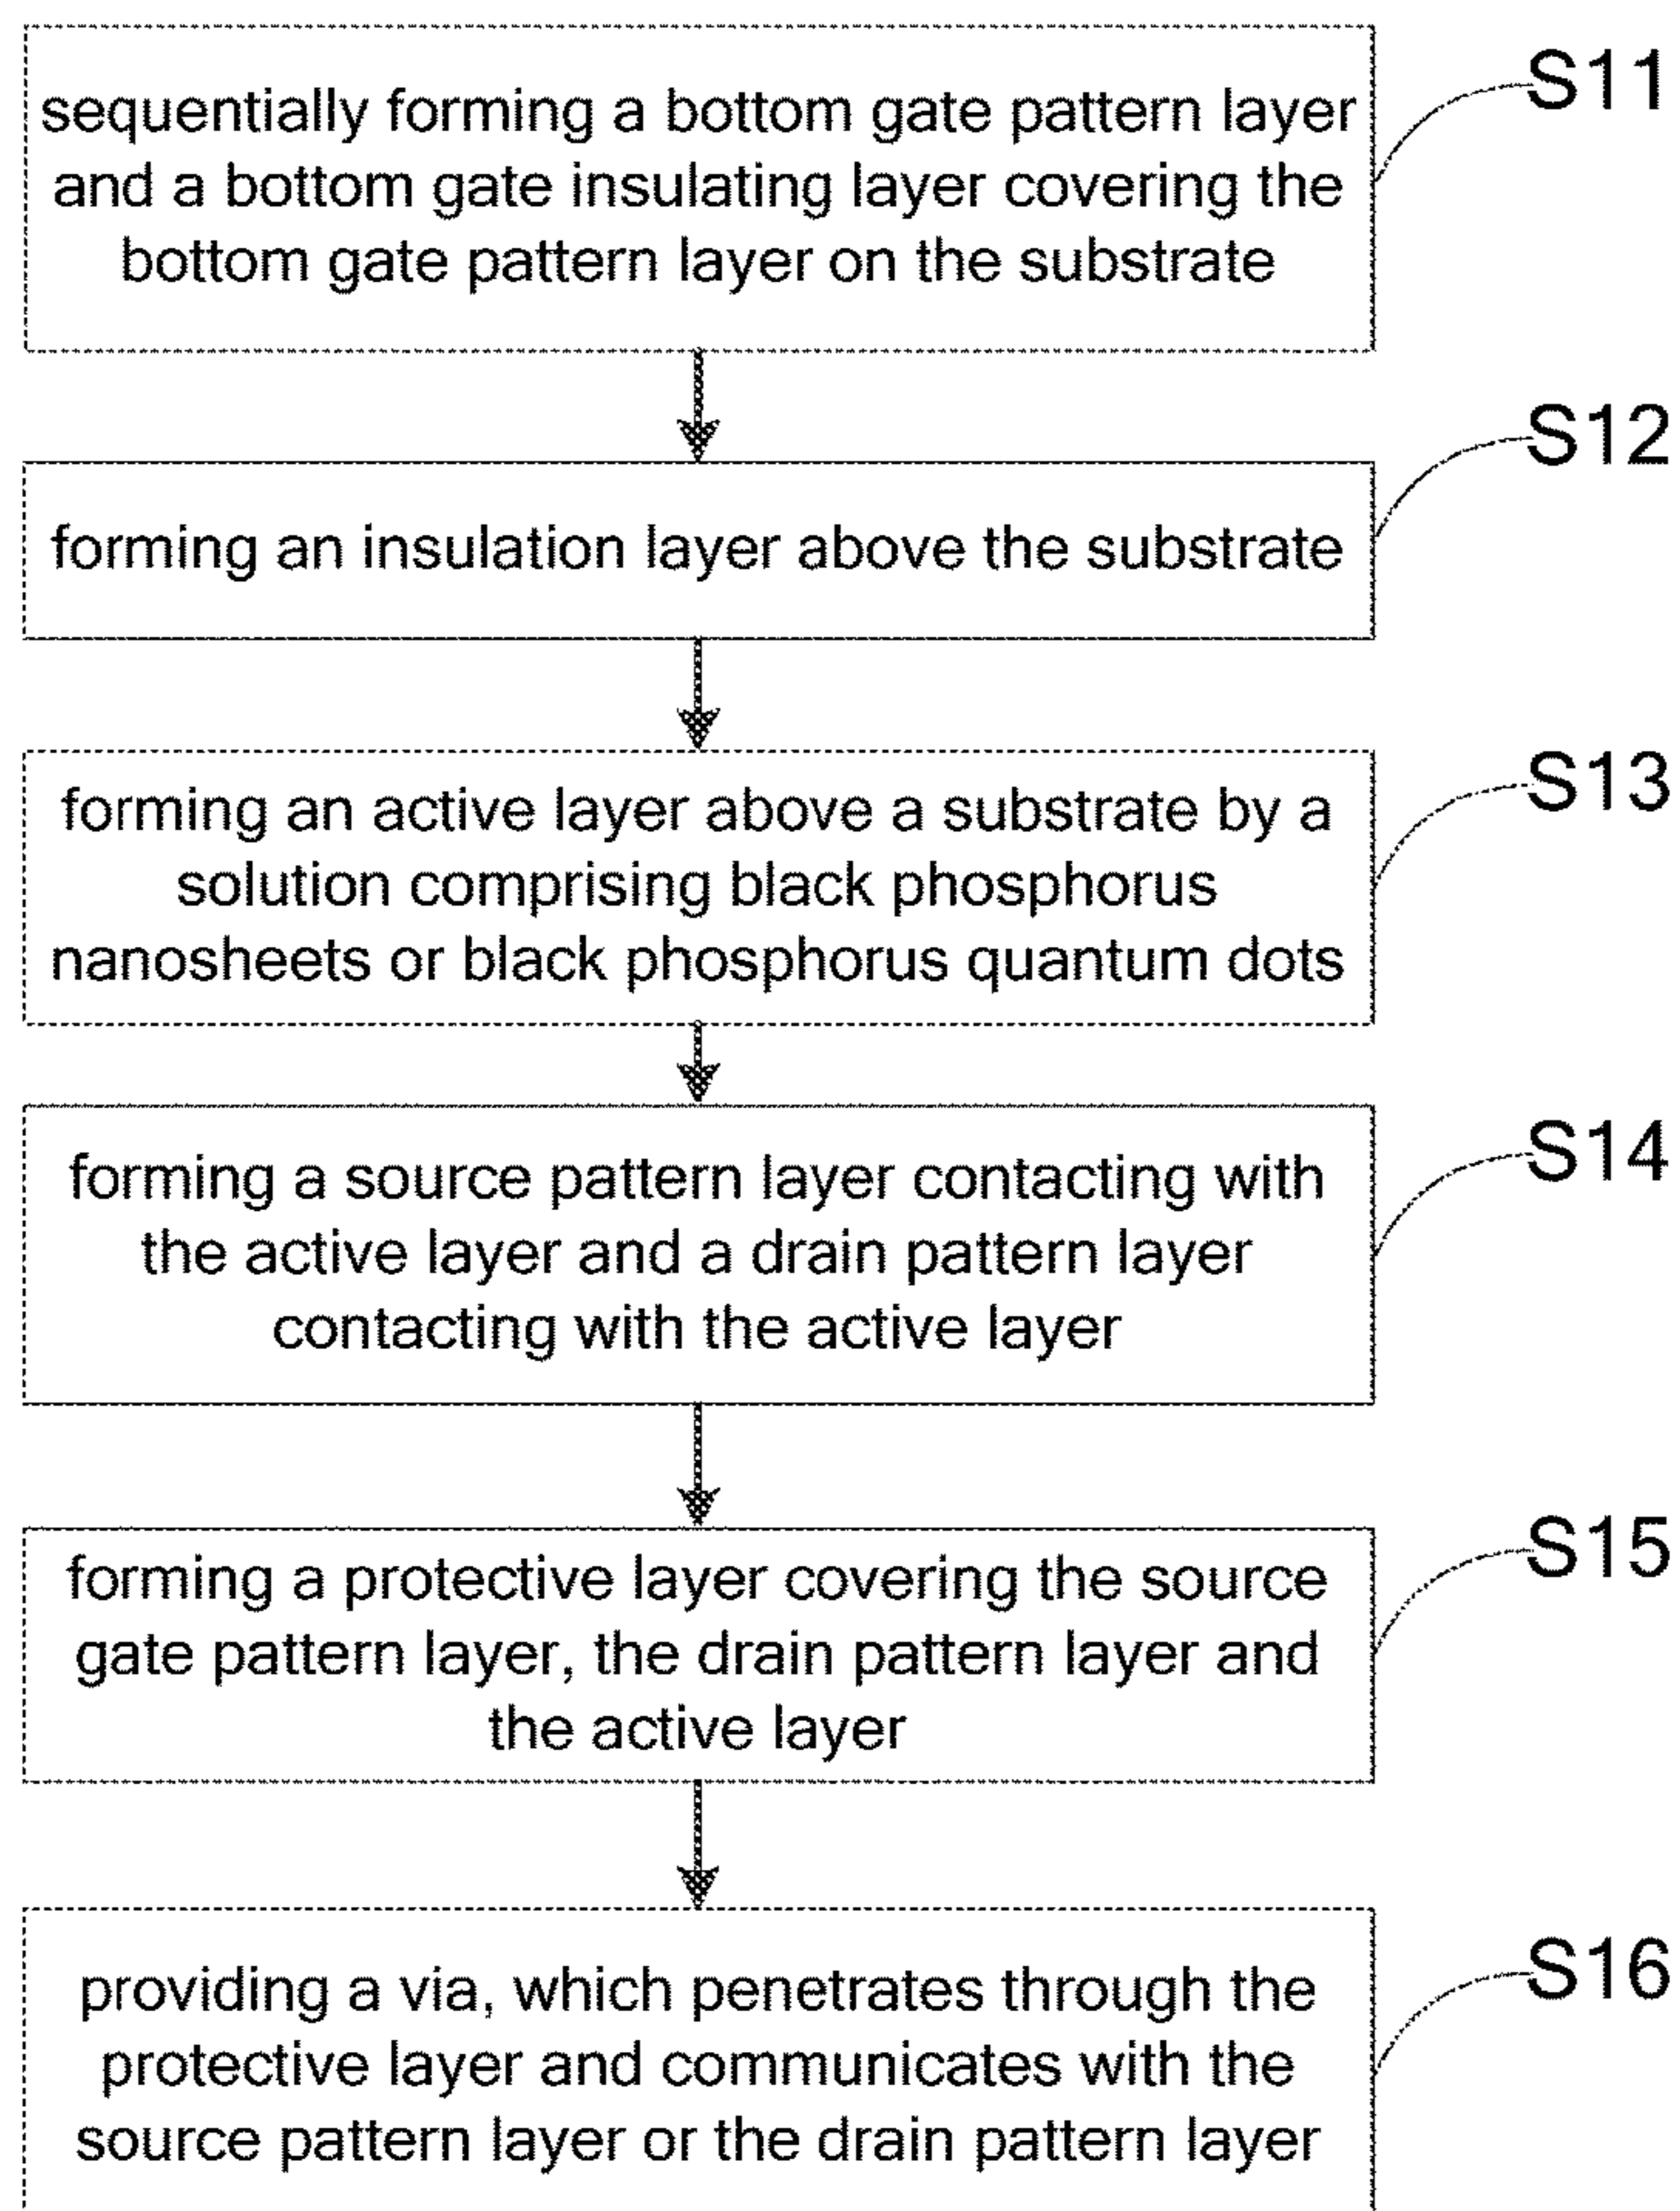 sequentially forming a bottom gate pattern layer
and a bottom gate insulating layer covering the
bottom gate pattern layer on the substrate
S11
forming an insulation layer above the substrate
S12
forming an active layer above a substrate by a
solution comprising black phosphorus
nanosheets or black phosphorus quantum dots
S13
forming a source pattern layer contacting with
the active layer and a drain pattern layer
contacting with the active layer
S14
forming a protective layer covering the source
gate pattern layer, the drain pattern layer and
the active layer
S15
providing a via, which penetrates through the
protective layer and communicates with the
source pattern layer or the drain pattern layer
S16